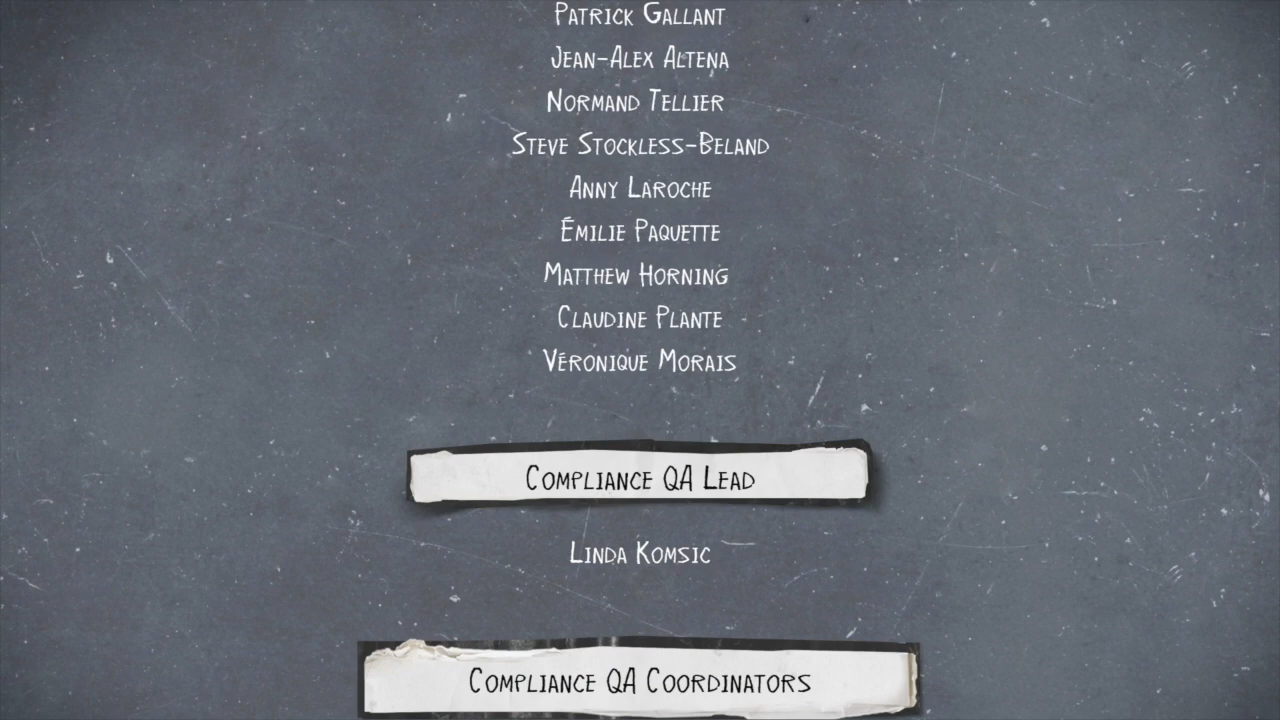 Patrick Gallant
Jean-Alex Altena
Normand Tellier
Steve Stockless-Beland
Anny Laroche
Émilie Paquette
Matthew Horning
Claudine Plante
Véronique Morais
Compliance QA Lead
Linda Komsic
Compliance QA Coordinators